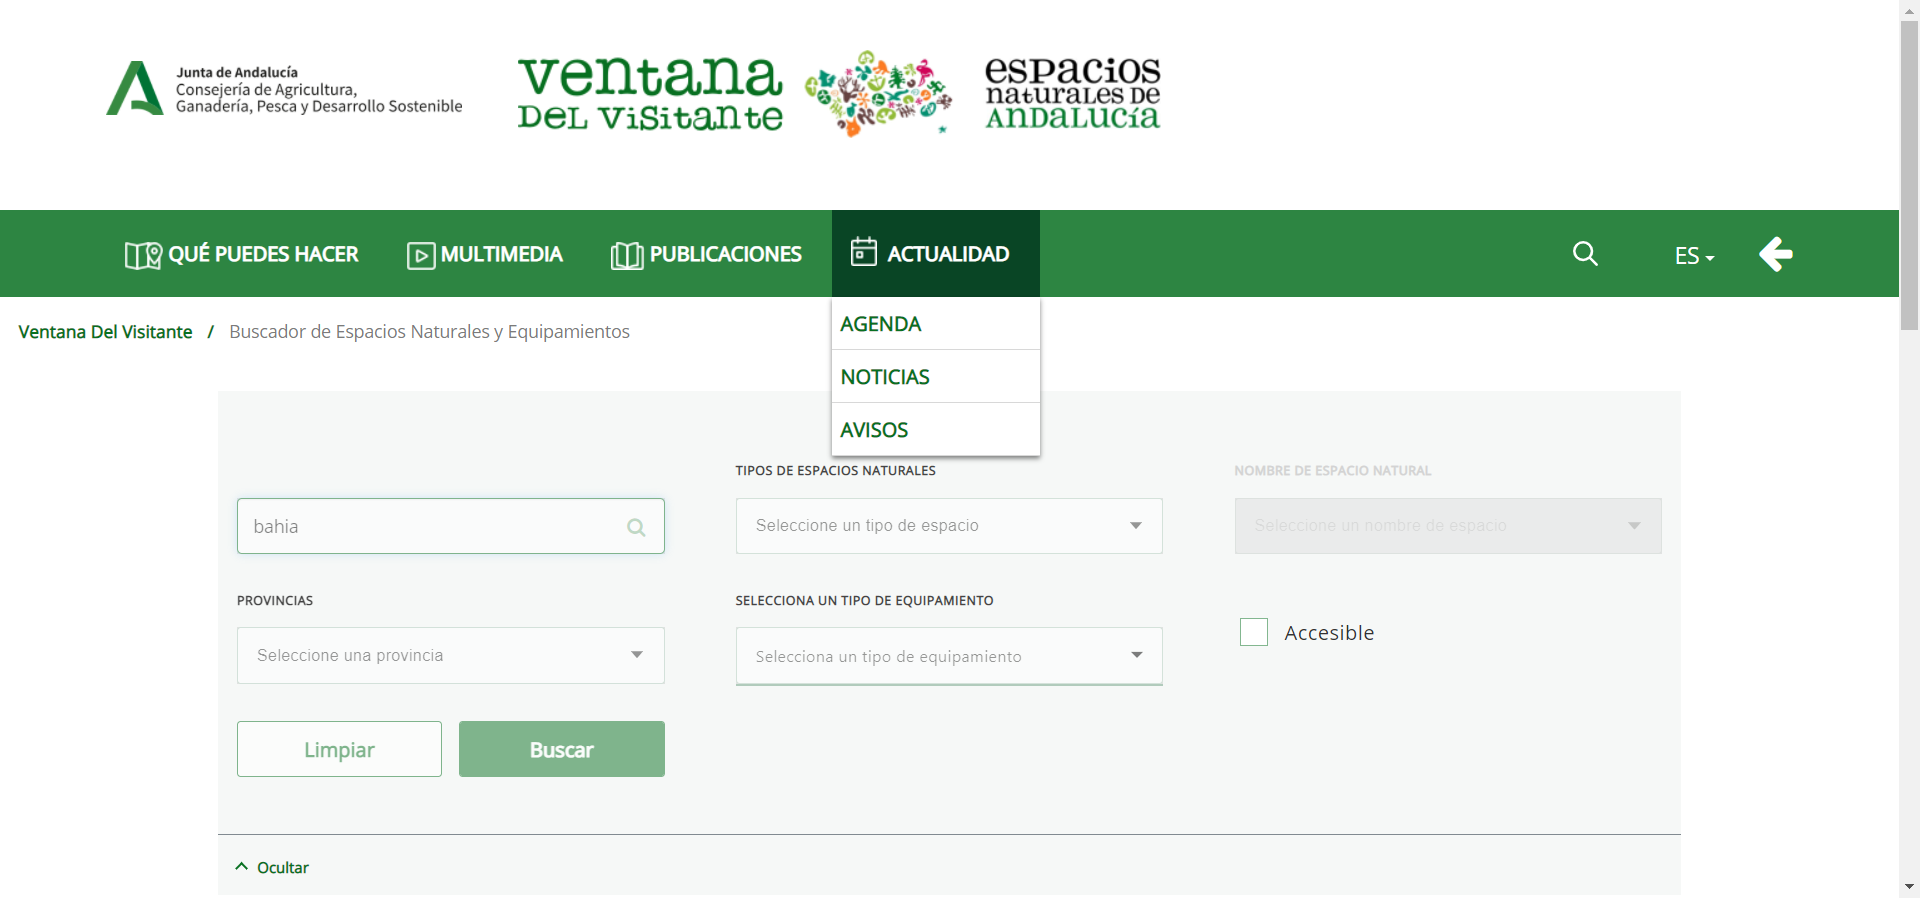 Junta de Andalucía
Consejería de Agricultura,
Ganadería, Pesca y Desarrollo Sostenible
ventana
DEL VISITANTE
ESPACIOS
NATURALES DE
ANDALUCÍA
QUÉ PUEDES HACER
MULTIMEDIA
PUBLICACIONES
ACTUALIDAD
ES
AGENDA
NOTICIAS
AVISOS
Ventana Del Visitante / Buscador de Espacios Naturales y Equipamientos
TIPOS DE ESPACIOS NATURALES
NOMBRE DE ESPACIO NATURAL
bahia
Seleccione un tipo de espacio
Seleccione un nombre de espacio
PROVINCIAS
SELECCIONA UN TIPO DE EQUIPAMIENTO
Seleccione una provincia
Selecciona un tipo de equipamiento
Accesible
Limpiar
Buscar
Ocultar